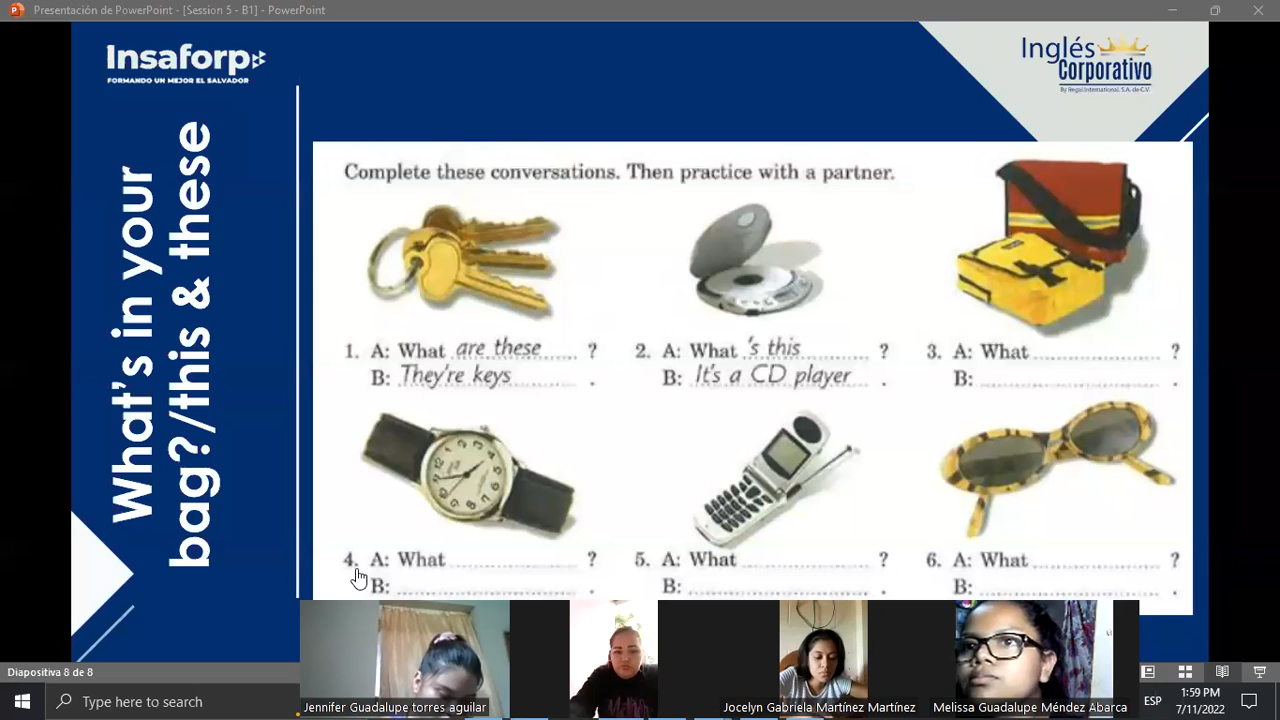 Presentación de PowerPoint - [Session 5 - B1] - PowerPoint
Insaforp
FORMANDO UN MEJOR EL SALVADOR
Inglés
Corporativo
By Regal International, S.A. de C.V.
What's in your
bag?/this & these
Complete these conversations. Then practice with a partner.
1. A: What are these ?
B: They're keys .
2. A: What 's this ?
B: It's a CD player .
3. A: What ?
B: .
4. A: What ?
B: .
5. A: What ?
B: .
6. A: What ?
B: .
Jennifer Guadalupe torres aguilar
Jocelyn Gabriela Martínez Martínez
Melissa Guadalupe Méndez Abarca
Diapositiva 8 de 8
Type here to search
ESP
1:59 PM
7/11/2022